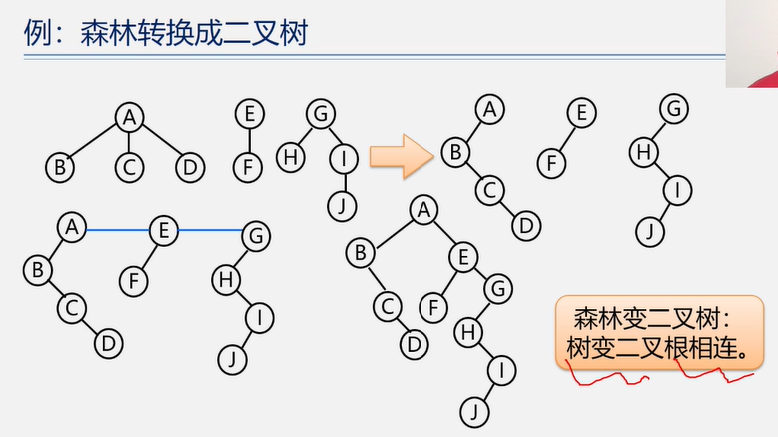 例：森林转换成二叉树
A E G A E G
B C D F H I B F H
J C I
D J
A E G A
B F H B E
C I C F G
D J D H
I
J
森林变二叉树：
树变二叉根相连。